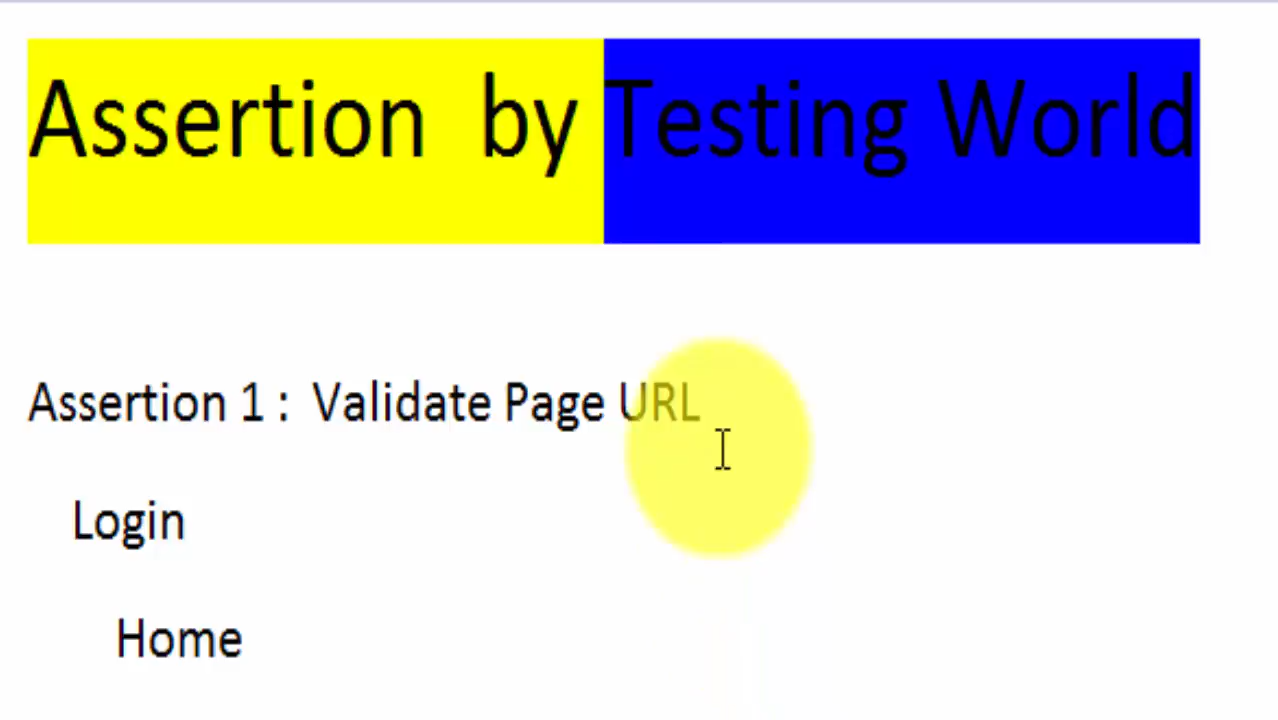 Assertion  by Testing World
Assertion 1 :  Validate Page URL
Login
Home